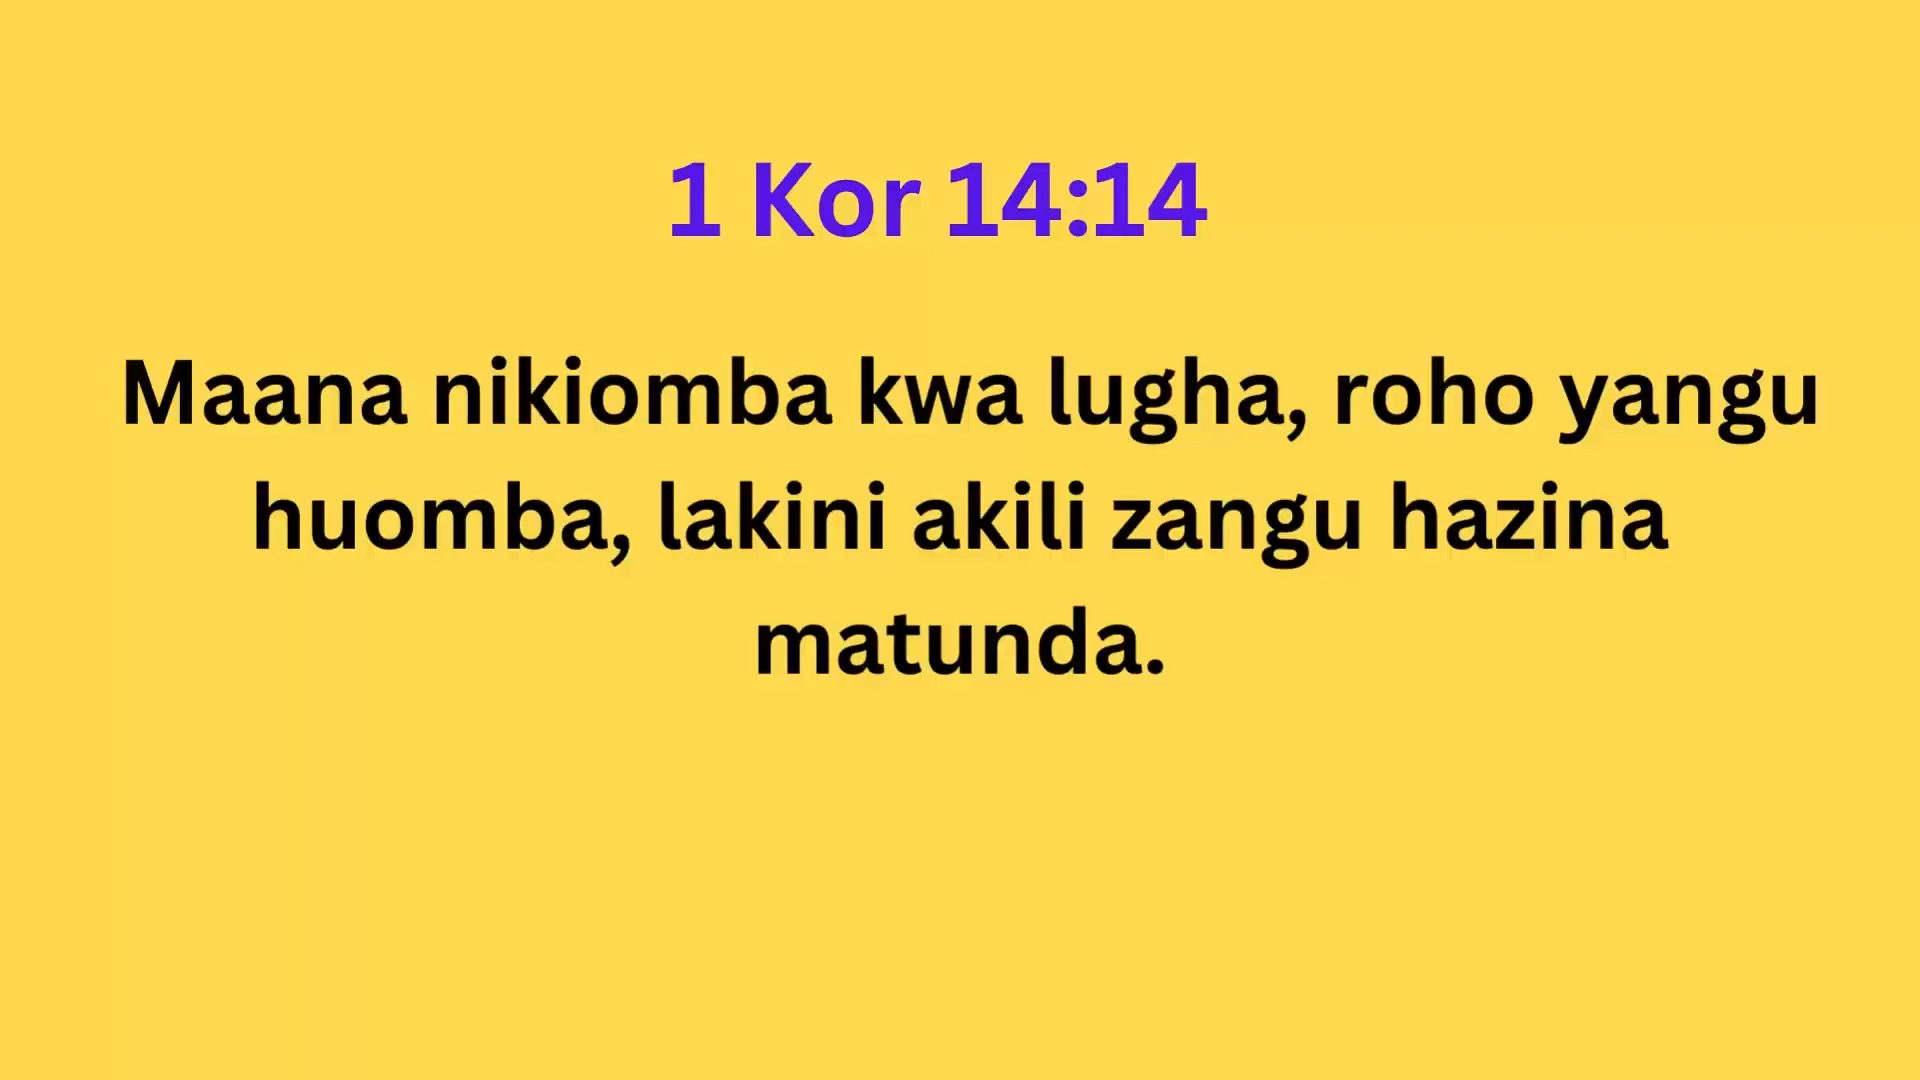 1 Kor 14:14
Maana nikiomba kwa lugha, roho yangu
huomba, lakini akili zangu hazina
matunda.